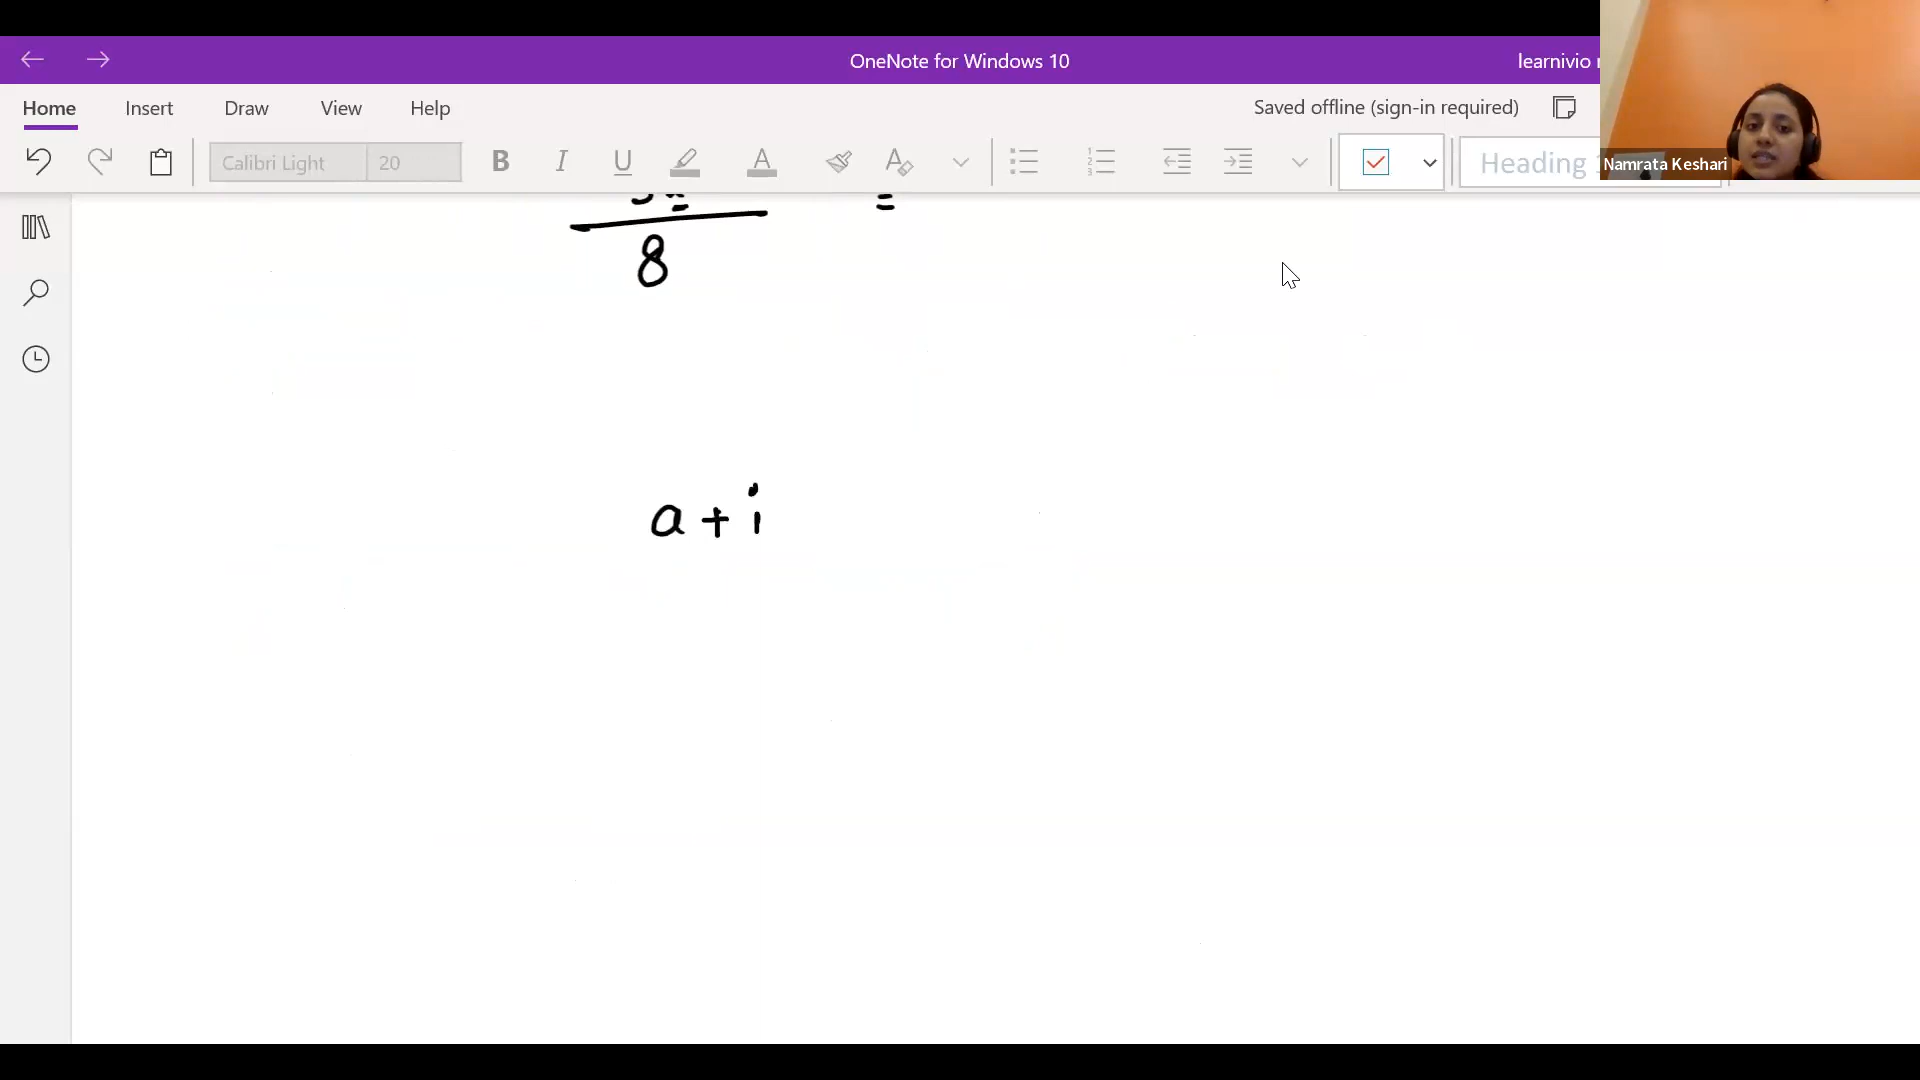 OneNote for Windows 10
learnivio
Home Insert Draw View Help
Saved offline (sign-in required)
Calibri Light 20 B I U A A Heading
Namrata Keshari
=
8
a + i